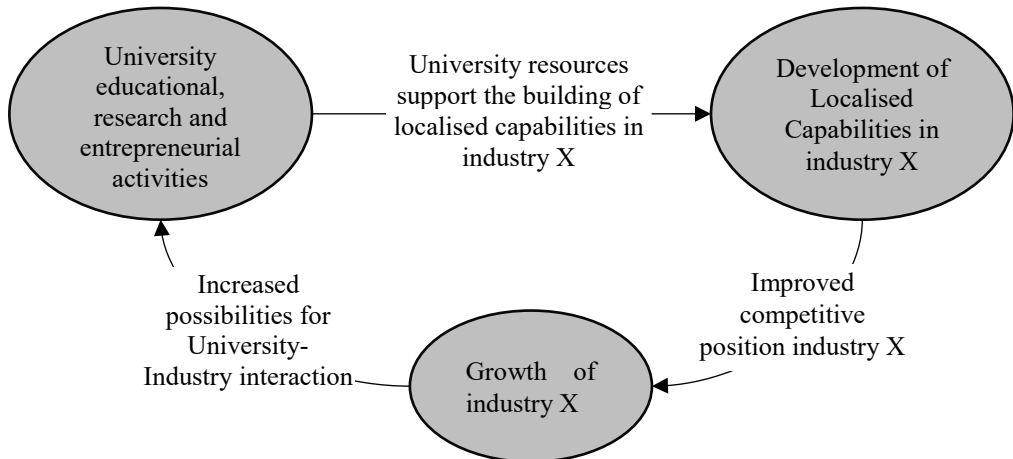 University
educational,
research and
entrepreneurial
activities
University resources
support the building of
localised capabilities in
industry X
Development of
Localised
Capabilities in
industry X
Increased
possibilities for
University-
Industry interaction
Growth of
industry X
Improved
competitive
position industry X